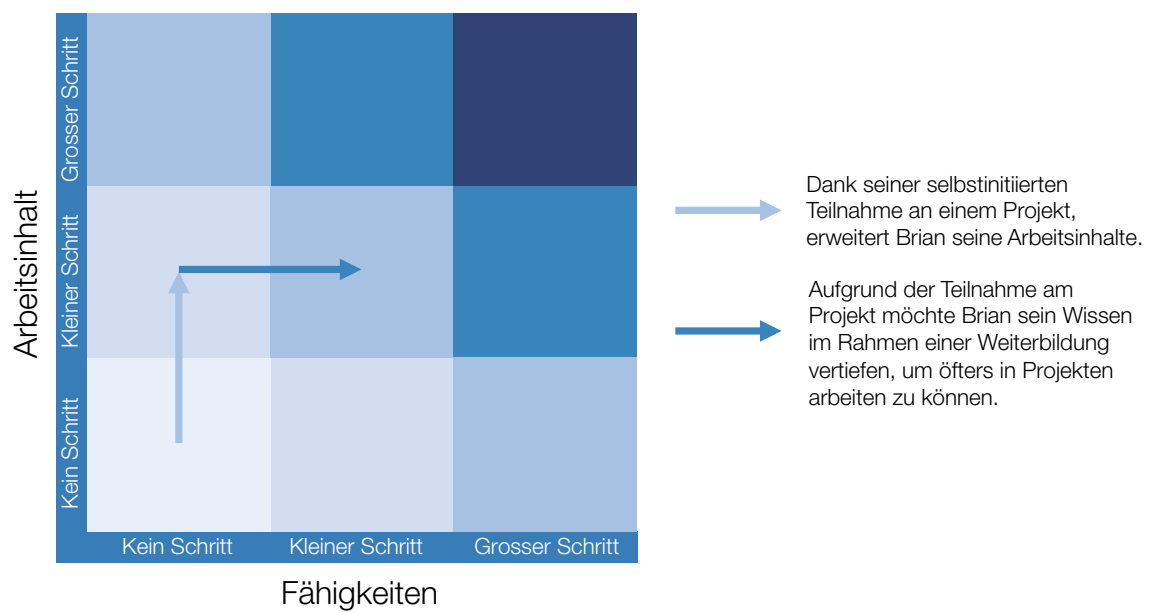 Arbeitsinhalt
Grosser Schritt
Kleiner Schritt
Kein Schritt
Kein Schritt
Kleiner Schritt
Grosser Schritt
Fähigkeiten
Dank seiner selbstinitiierten
Teilnahme an einem Projekt,
erweitert Brian seine Arbeitsinhalte.
Aufgrund der Teilnahme am
Projekt möchte Brian sein Wissen
im Rahmen einer Weiterbildung
vertiefen, um öfters in Projekten
arbeiten zu können.